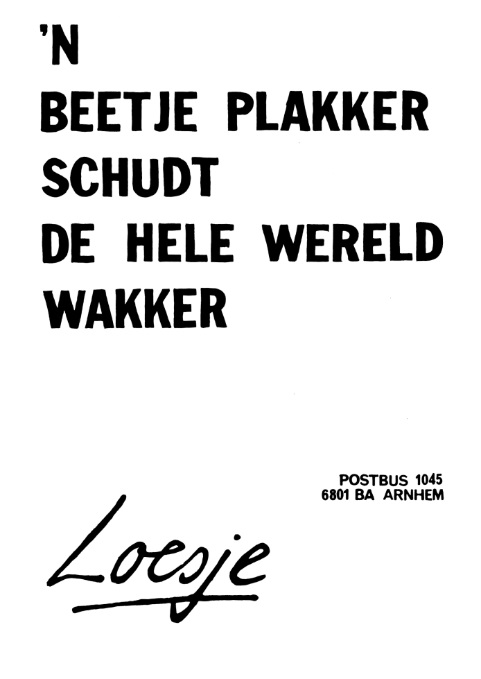 'N
BEETJE PLAKKER
SCHUDT
DE HELE WERELD
WAKKER
POSTBUS 1045
6801 BA ARNHEM
Loesje